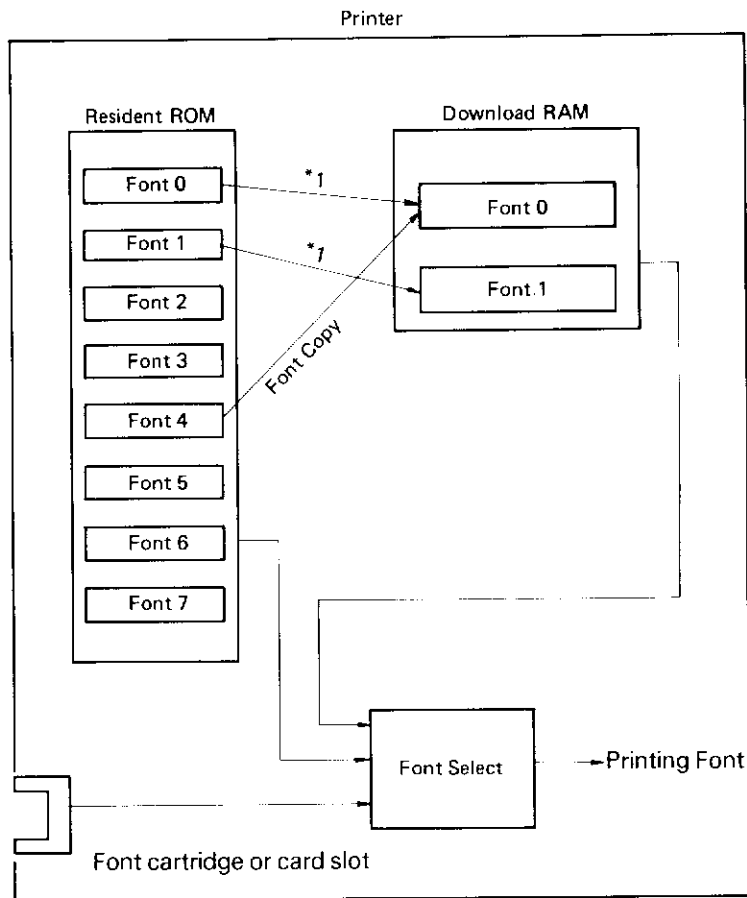 Printer
Resident ROM
Font 0
Font 1
Font 2
Font 3
Font 4
Font 5
Font 6
Font 7
*1
*1
Font Copy
Download RAM
Font 0
Font.1
Font Select
Printing Font
Font cartridge or card slot